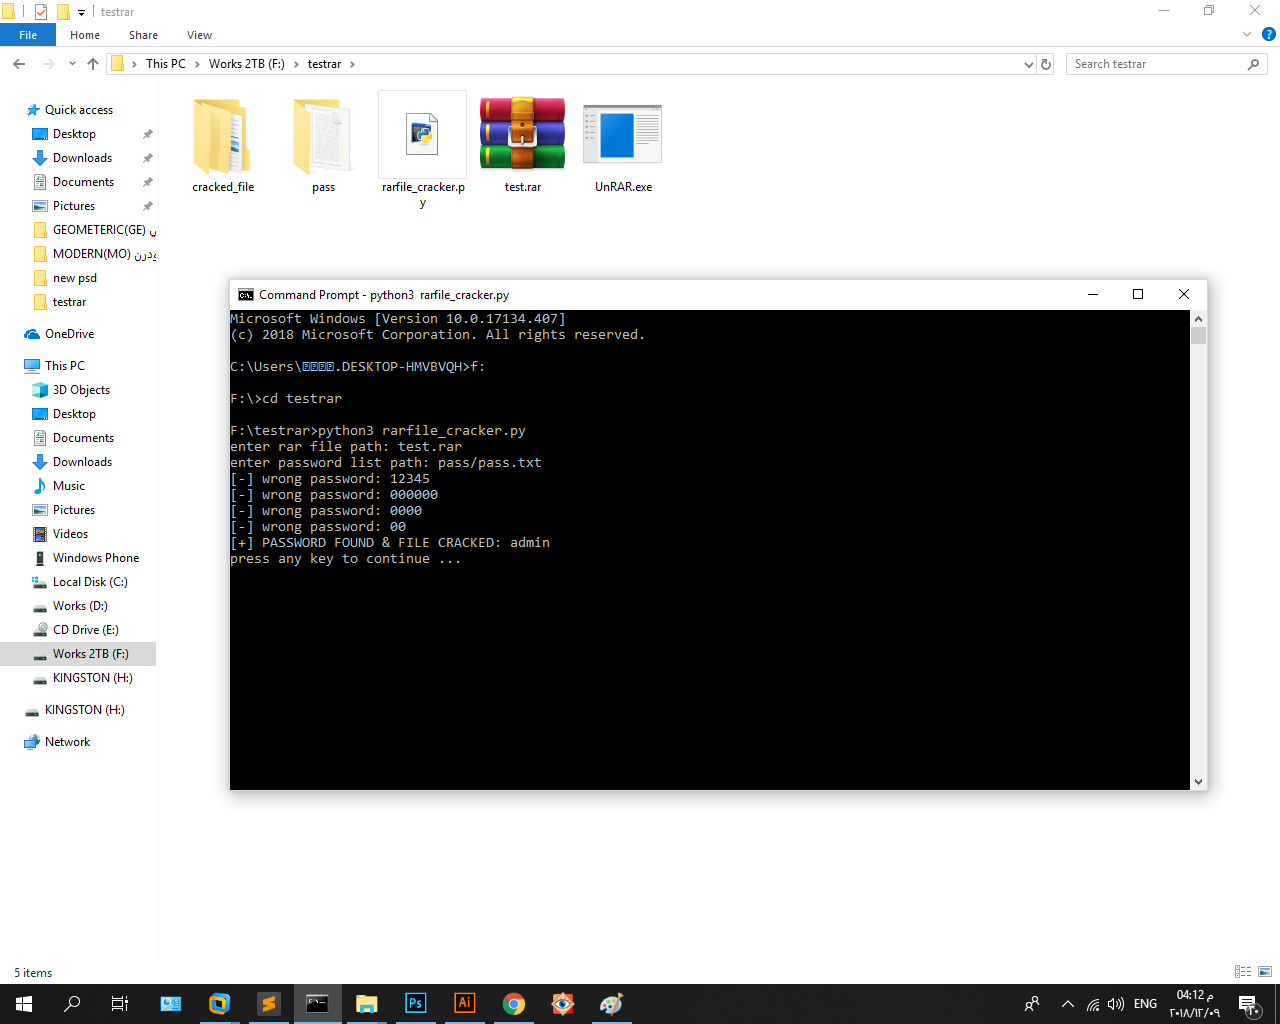 testrar
File Home Share View
This PC Works 2TB (F:) testrar
Search testrar
Quick access
Desktop
Downloads
Documents
Pictures
GEOMETERIC(GE)
MODERN(MO)
new psd
testrar
OneDrive
This PC
3D Objects
Desktop
Documents
Downloads
Music
Pictures
Videos
Windows Phone
Local Disk (C:)
Works (D:)
CD Drive (E:)
Works 2TB (F:)
KINGSTON (H:)
KINGSTON (H:)
Network
cracked_file
pass
rarfile_cracker.p
y
test.rar
UnRAR.exe
Command Prompt - python3  rarfile_cracker.py
Microsoft Windows [Version 10.0.17134.407]
(c) 2018 Microsoft Corporation. All rights reserved.
C:\Users\⍰⍰⍰⍰.DESKTOP-HMVBVQH>f:
F:\>cd testrar
F:\testrar>python3 rarfile_cracker.py
enter rar file path: test.rar
enter password list path: pass/pass.txt
[-] wrong password: 12345
[-] wrong password: 000000
[-] wrong password: 0000
[-] wrong password: 00
[+] PASSWORD FOUND & FILE CRACKED: admin
press any key to continue ...
5 items
Ps Ai
ENG
04:12 م
٢٠١٨/١٢/٠٩
٢٠